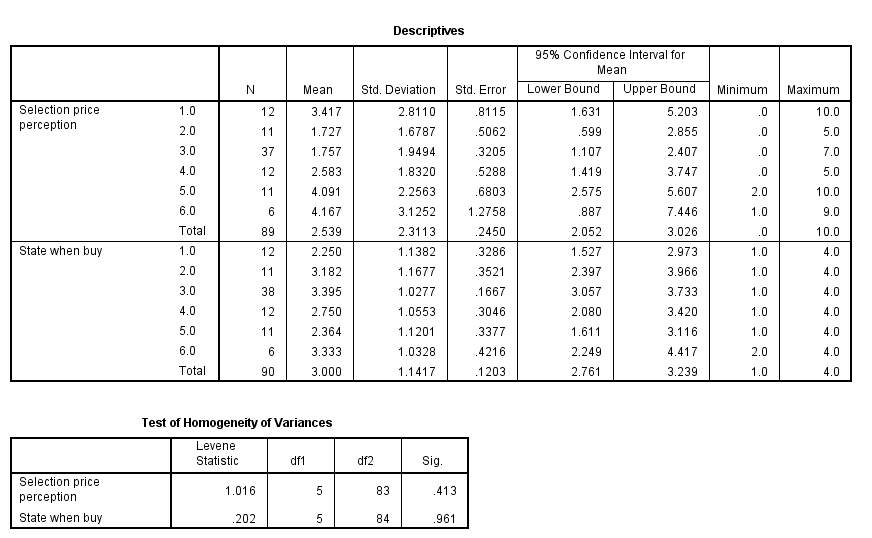 Descriptives
95% Confidence Interval for
Mean
N Mean Std. Deviation Std. Error Lower Bound Upper Bound Minimum Maximum
Selection price perception 1.0 12 3.417 2.8110 .8115 1.631 5.203 .0 10.0
2.0 11 1.727 1.6787 .5062 .599 2.855 .0 5.0
3.0 37 1.757 1.9494 .3205 1.107 2.407 .0 7.0
4.0 12 2.583 1.8320 .5288 1.419 3.747 .0 5.0
5.0 11 4.091 2.2563 .6803 2.575 5.607 2.0 10.0
6.0 6 4.167 3.1252 1.2758 .887 7.446 1.0 9.0
Total 89 2.539 2.3113 .2450 2.052 3.026 .0 10.0
State when buy 1.0 12 2.250 1.1382 .3286 1.527 2.973 1.0 4.0
2.0 11 3.182 1.1677 .3521 2.397 3.966 1.0 4.0
3.0 38 3.395 1.0277 .1667 3.057 3.733 1.0 4.0
4.0 12 2.750 1.0553 .3046 2.080 3.420 1.0 4.0
5.0 11 2.364 1.1201 .3377 1.611 3.116 1.0 4.0
6.0 6 3.333 1.0328 .4216 2.249 4.417 2.0 4.0
Total 90 3.000 1.1417 .1203 2.761 3.239 1.0 4.0
Test of Homogeneity of Variances
Levene
Statistic df1 df2 Sig.
Selection price
perception 1.016 5 83 .413
State when buy .202 5 84 .961